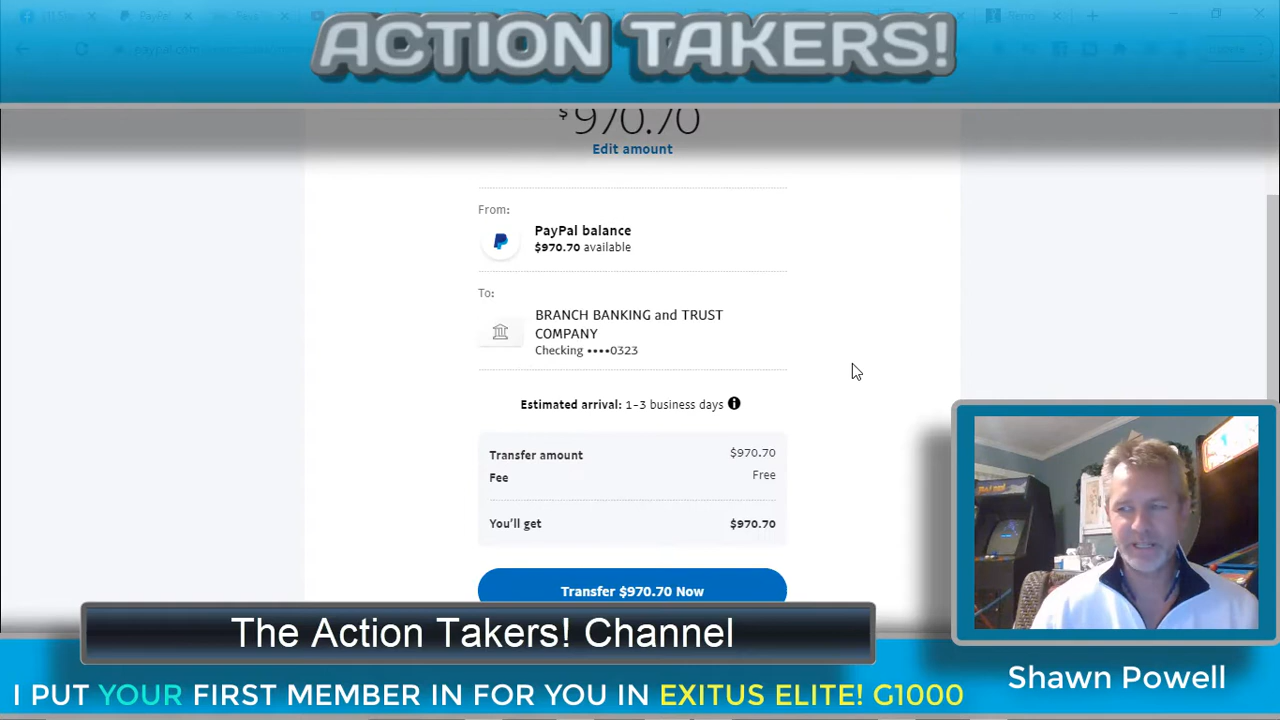 ACTION TAKERS!
$970.70
Edit amount
From:
PayPal balance
$970.70 available
To:
BRANCH BANKING and TRUST
COMPANY
Checking ••••0323
Estimated arrival: 1-3 business days
Transfer amount $970.70
Fee Free
You'll get $970.70
Transfer $970.70 Now
The Action Takers! Channel
Shawn Powell
I PUT YOUR FIRST MEMBER IN FOR YOU IN EXITUS ELITE! G1000